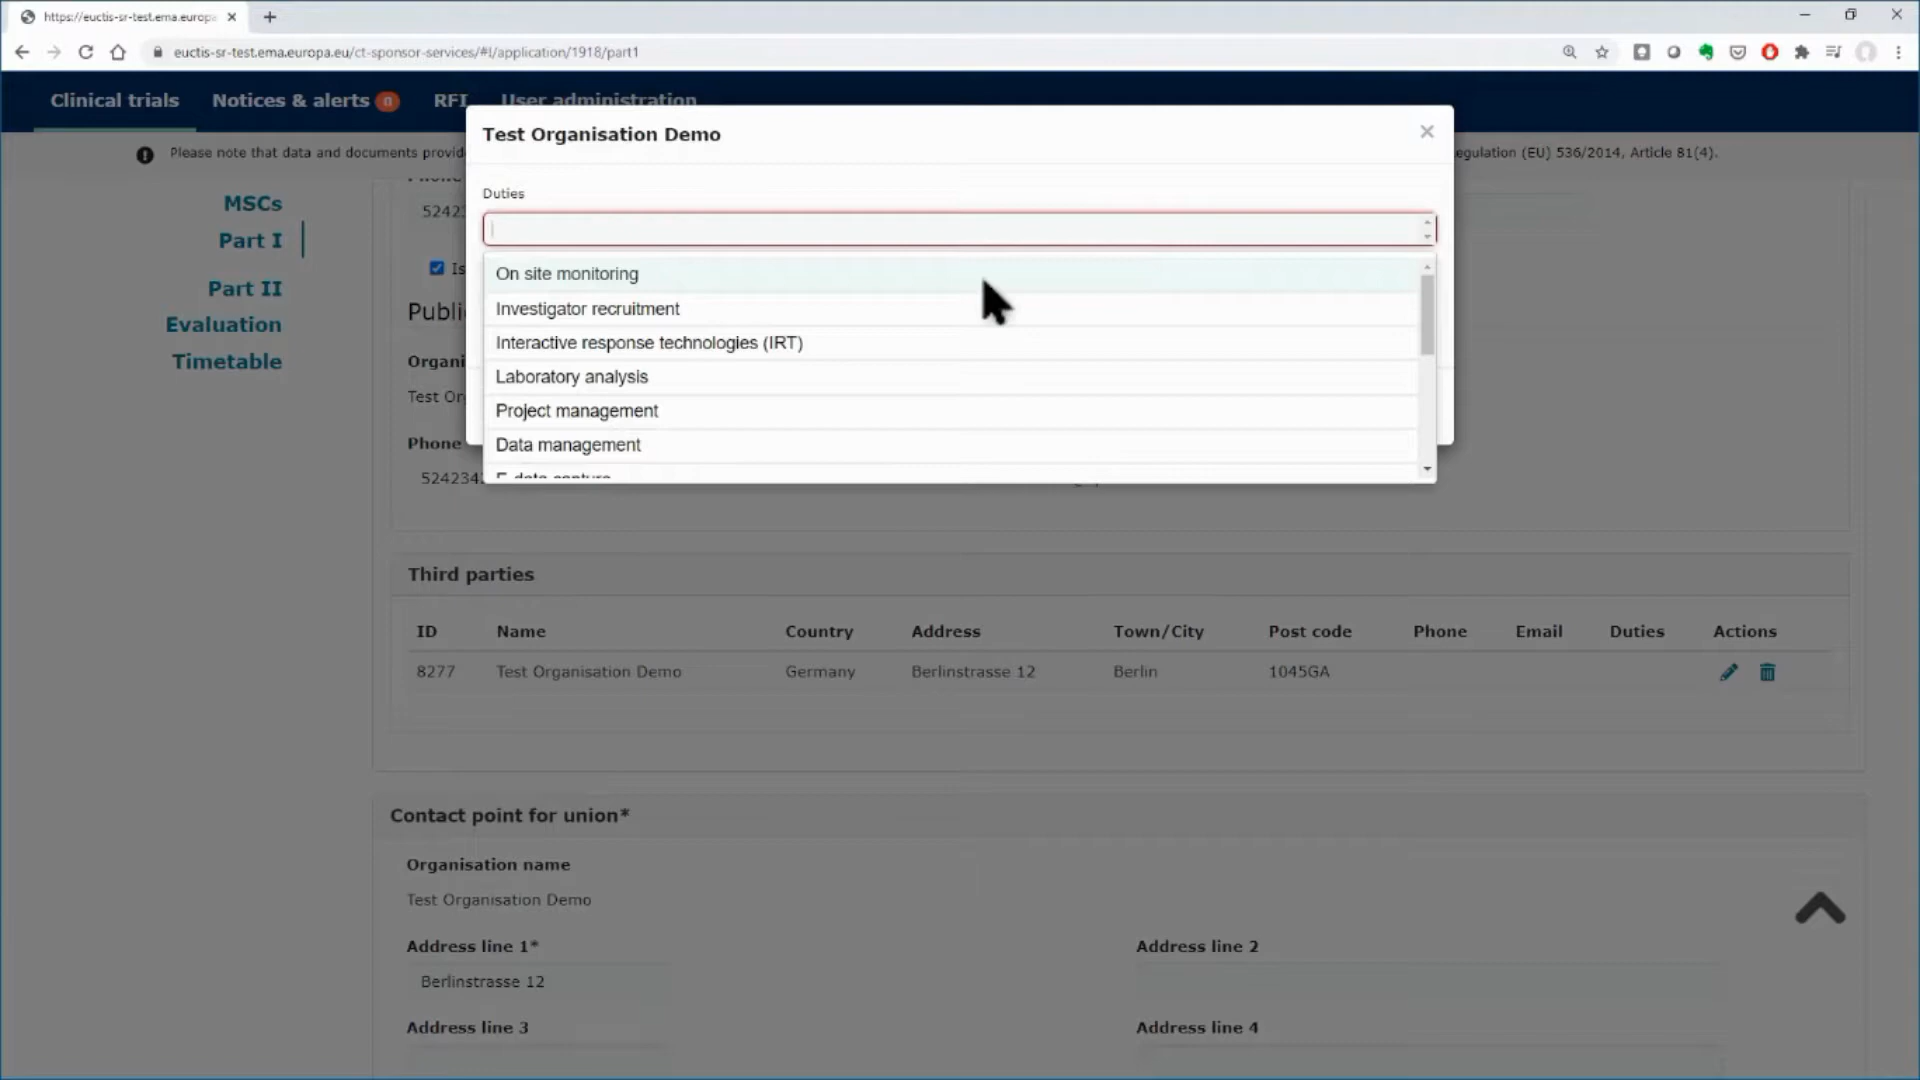 https://euctis-sr-test.ema.europa
euctis-sr-test.ema.europa.eu/ct-sponsor-services/#!/application/1918/part1
Clinical trials
Notices & alerts 0
RFI
User administration
Test Organisation Demo
Please note that data and documents provid
egulation (EU) 536/2014, Article 81(4).
MSCs
Part I
Part II
Evaluation
Timetable
Duties
5242
Is
On site monitoring
Investigator recruitment
Interactive response technologies (IRT)
Laboratory analysis
Project management
Data management
E-data capture
Publi
Organi
Test Or
Phone
524234
Third parties
ID Name Country Address Town/City Post code Phone Email Duties Actions
8277 Test Organisation Demo Germany Berlinstrasse 12 Berlin 1045GA
Contact point for union*
Organisation name
Test Organisation Demo
Address line 1* Address line 2
Berlinstrasse 12
Address line 3 Address line 4